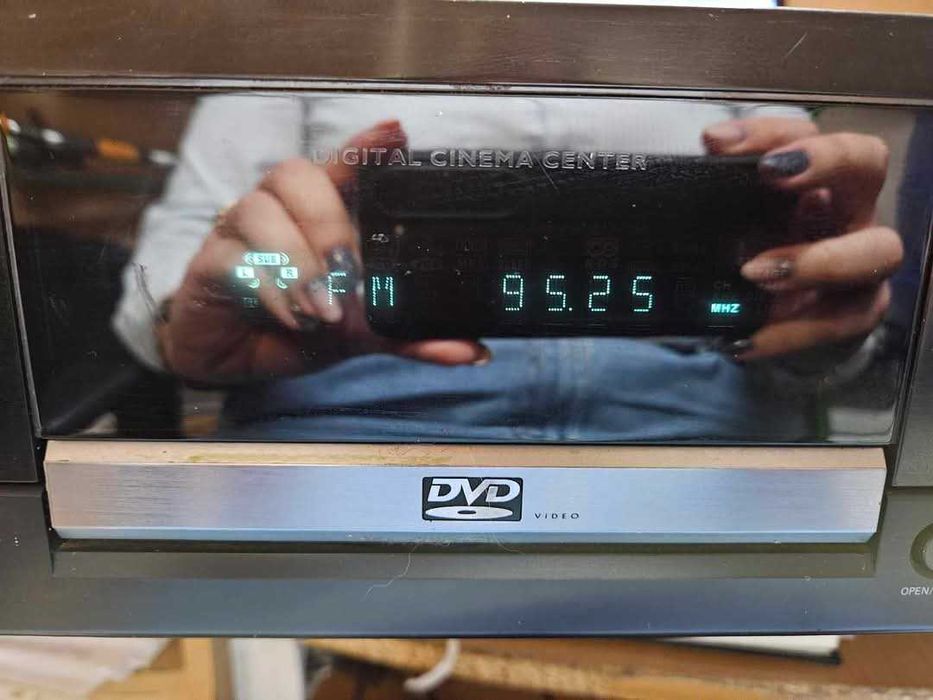 DIGITAL CINEMA CENTER
SUB
L R
FM 95.25 MHZ
DVD
VIDEO
OPEN/